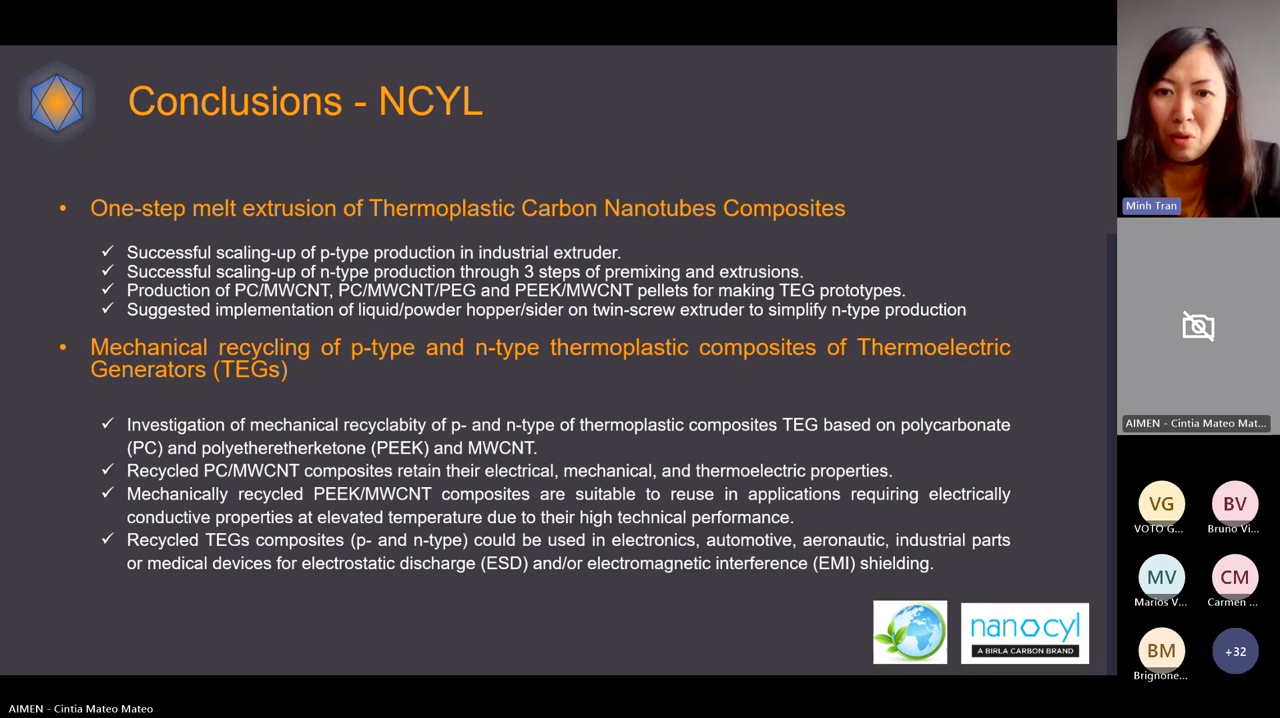 Conclusions - NCYL
• One-step melt extrusion of Thermoplastic Carbon Nanotubes Composites
✓ Successful scaling-up of p-type production in industrial extruder.
✓ Successful scaling-up of n-type production through 3 steps of premixing and extrusions.
✓ Production of PC/MWCNT, PC/MWCNT/PEG and PEEK/MWCNT pellets for making TEG prototypes.
✓ Suggested implementation of liquid/powder hopper/sider on twin-screw extruder to simplify n-type production
• Mechanical recycling of p-type and n-type thermoplastic composites of Thermoelectric
Generators (TEGs)
✓ Investigation of mechanical recyclabity of p- and n-type of thermoplastic composites TEG based on polycarbonate
(PC) and polyetheretherketone (PEEK) and MWCNT.
✓ Recycled PC/MWCNT composites retain their electrical, mechanical, and thermoelectric properties.
✓ Mechanically recycled PEEK/MWCNT composites are suitable to reuse in applications requiring electrically
conductive properties at elevated temperature due to their high technical performance.
✓ Recycled TEGs composites (p- and n-type) could be used in electronics, automotive, aeronautic, industrial parts
or medical devices for electrostatic discharge (ESD) and/or electromagnetic interference (EMI) shielding.
nanocyl
A BIRLA CARBON BRAND
Minh Tran
AIMEN - Cintia Mateo Mat...
VG
VOTO G...
BV
Bruno Vi...
MV
Marios V...
CM
Carmen ...
BM
Brignone...
+32
AIMEN - Cintia Mateo Mateo